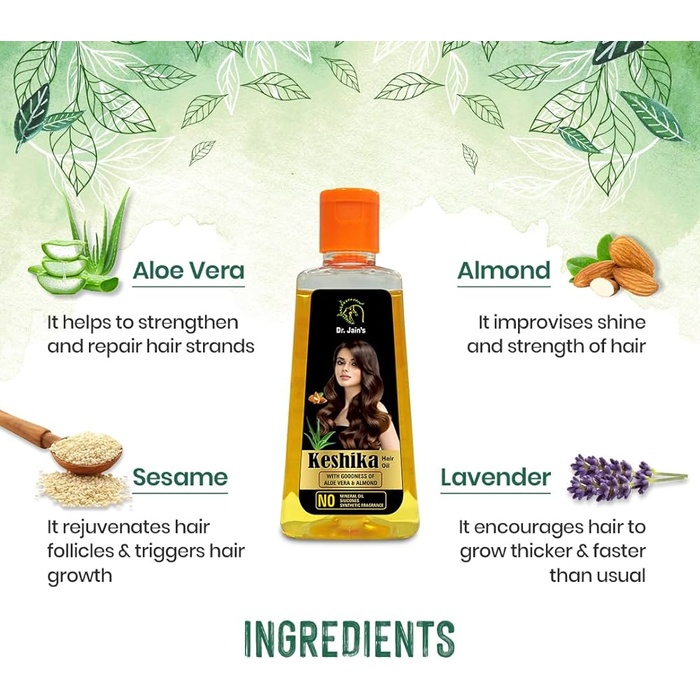 Aloe Vera
It helps to strengthen
and repair hair strands
Almond
It improvises shine
and strength of hair
Dr. Jain's
Keshika Hair
Oil
WITH GOODNESS OF
ALOE VERA & ALMOND
NO MINERAL OIL
SILICONES
SYNTHETIC FRAGRANCE
Sesame
It rejuvenates hair
follicles & triggers hair
growth
Lavender
It encourages hair to
grow thicker & faster
than usual
INGREDIENTS